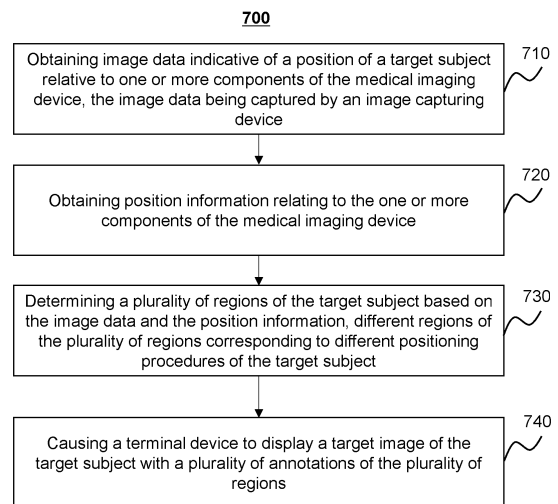 700
Obtaining image data indicative of a position of a target subject
relative to one or more components of the medical imaging
device, the image data being captured by an image capturing
device
710
Obtaining position information relating to the one or more
components of the medical imaging device
720
Determining a plurality of regions of the target subject based on
the image data and the position information, different regions of
the plurality of regions corresponding to different positioning
procedures of the target subject
730
Causing a terminal device to display a target image of the
target subject with a plurality of annotations of the plurality of
regions
740